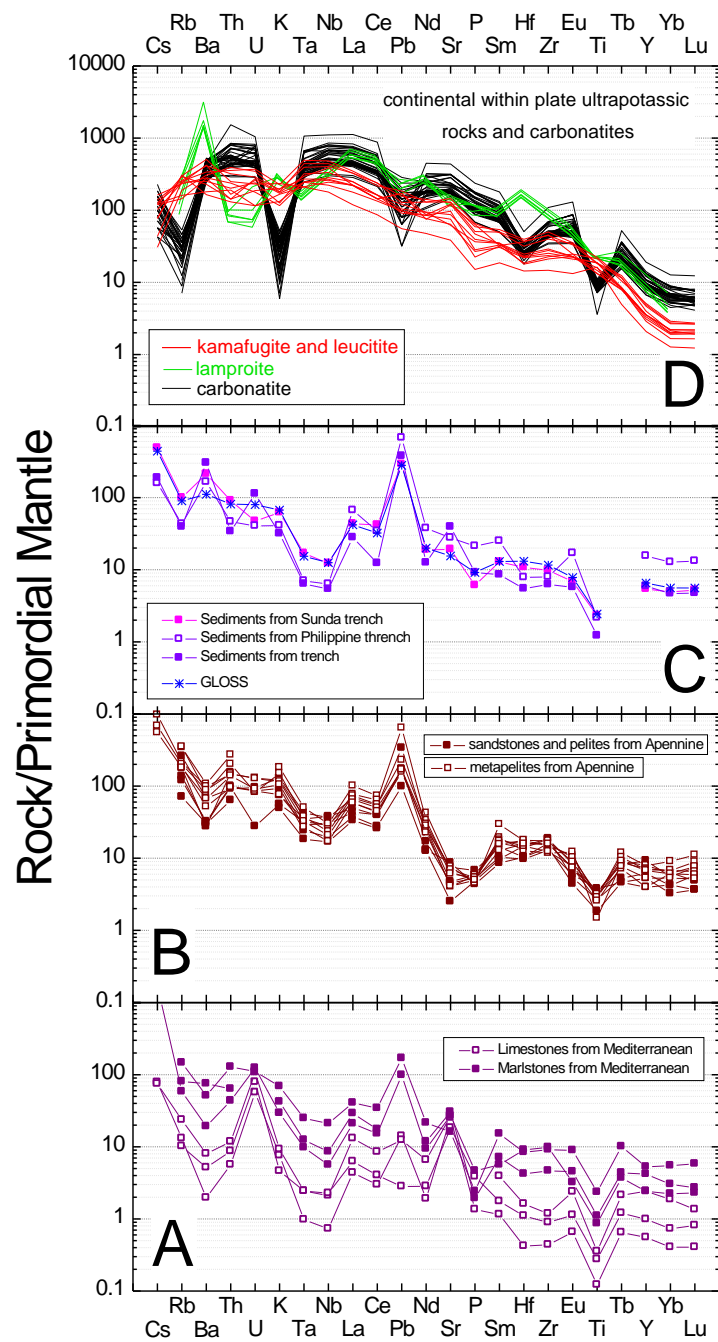 Rb Th K Nb Ce Nd P Hf Eu Tb Yb
Cs Ba U Ta La Pb Sr Sm Zr Ti Y Lu
10000
continental within plate ultrapotassic
rocks and carbonatites
1000
100
10
1
kamafugite and leucitite
lamproite
carbonatite
D
0.1
100
10
1
Sediments from Sunda trench
Sediments from Philippine threnchn
Sediments from trench
GLOSS
C
0.1
sandstones and pelites from Apennine
metapelites from Apennine
100
10
1
B
0.1
Limestones from Mediterranean
Marlstones from Mediterranean
100
10
1
A
0.1
Rb Th K Nb Ce Nd P Hf Eu Tb Yb
Cs Ba U Ta La Pb Sr Sm Zr Ti Y Lu
Rock/Primordial Mantle